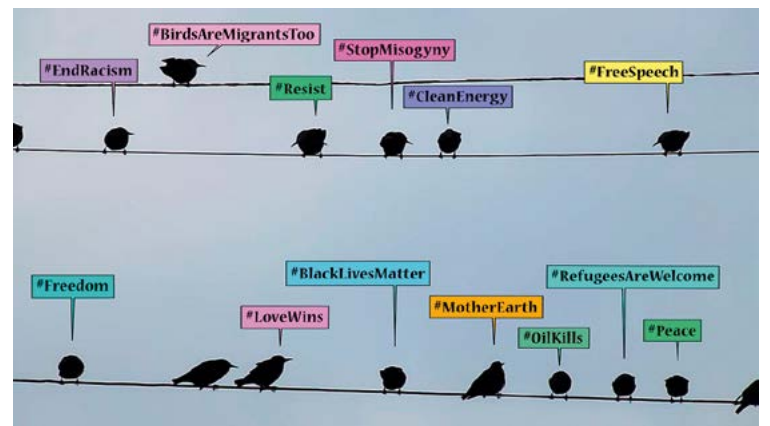 #BirdsAreMigrantsToo
#StopMisogyny
#EndRacism
#FreeSpeech
#Resist
#CleanEnergy
#BlackLivesMatter
#RefugeesAreWelcome
#Freedom
#MotherEarth
#LoveWins
#OilKills
#Peace